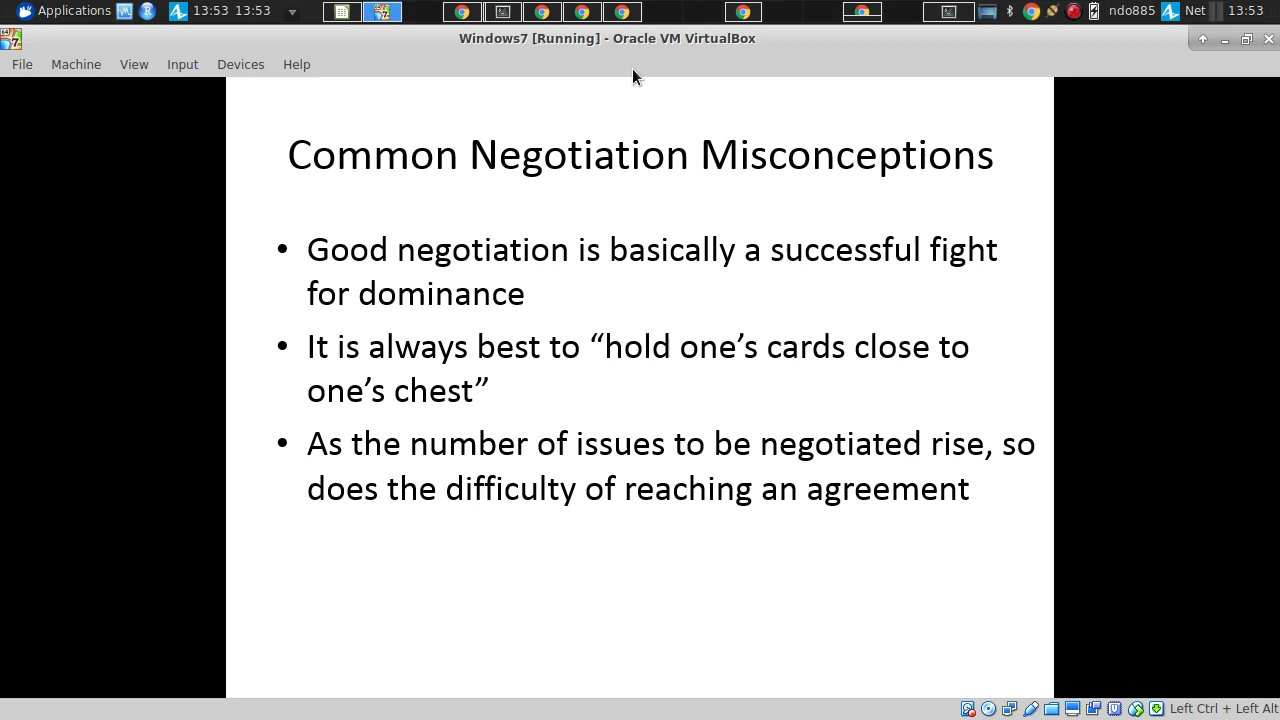 Applications 13:53 13:53 ndo885 Net 13:53
Windows7 [Running] - Oracle VM VirtualBox
File Machine View Input Devices Help
Common Negotiation Misconceptions
• Good negotiation is basically a successful fight
for dominance
• It is always best to “hold one’s cards close to
one’s chest”
• As the number of issues to be negotiated rise, so
does the difficulty of reaching an agreement
Left Ctrl + Left Alt